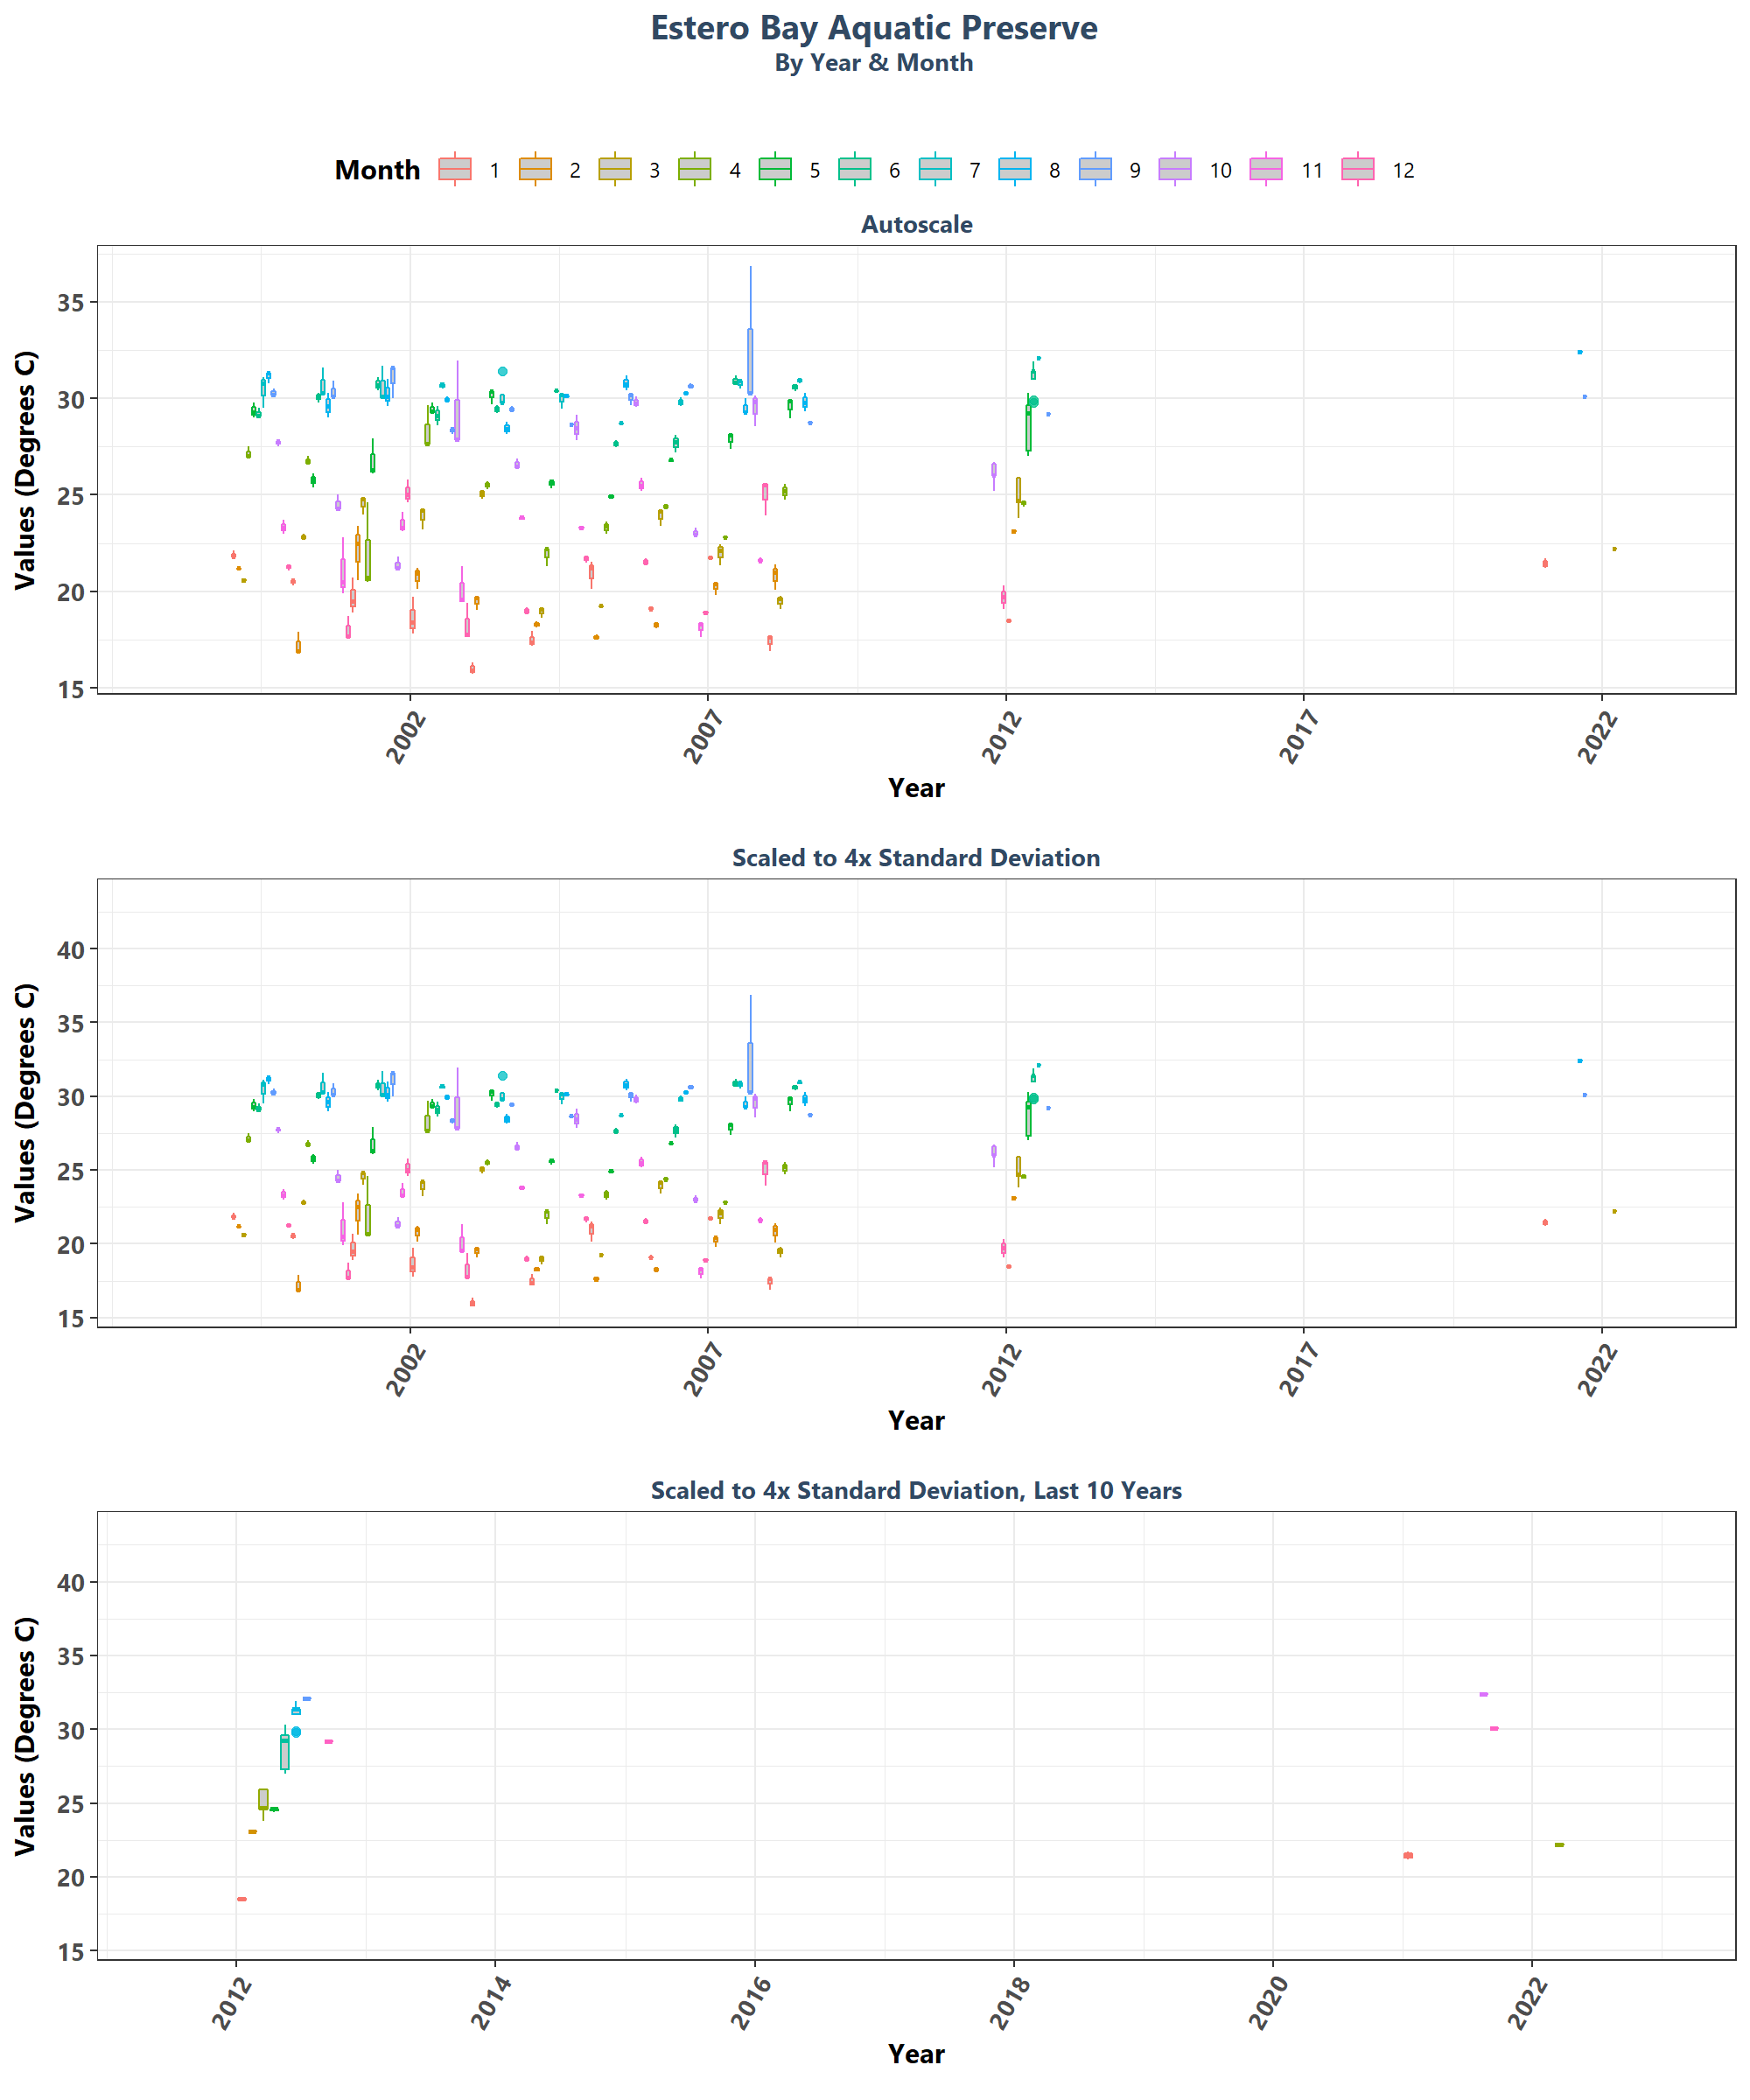 Estero Bay Aquatic Preserve
By Year & Month
Month 1 2 3 4 5 6 7 8 9 10 11 12
Autoscale
Values (Degrees C)
35
30
25
20
15
2002 2007 2012 2017 2022
Year
Scaled to 4x Standard Deviation
Values (Degrees C)
40
35
30
25
20
15
2002 2007 2012 2017 2022
Year
Scaled to 4x Standard Deviation, Last 10 Years
Values (Degrees C)
40
35
30
25
20
15
2012 2014 2016 2018 2020 2022
Year